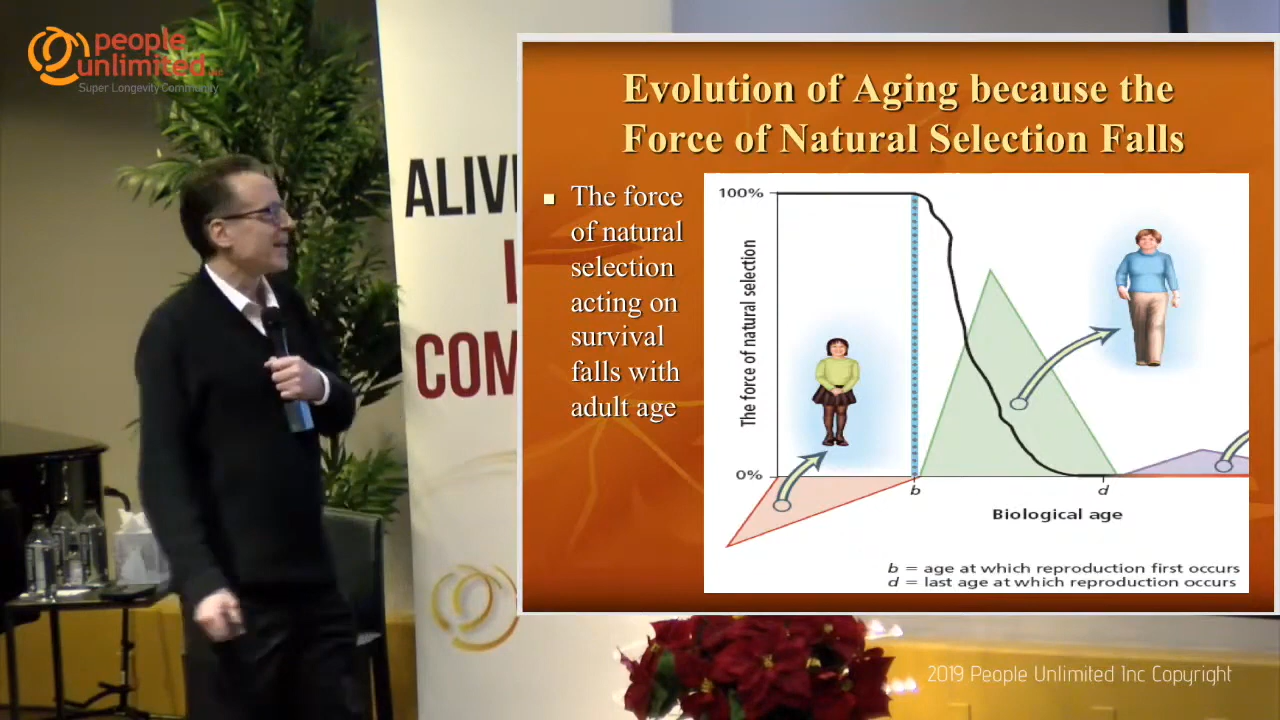 people
unlimited INC
Super Longevity Community
ALIV
COM
Evolution of Aging because the
Force of Natural Selection Falls
The force
of natural
selection
acting on
survival
falls with
adult age
100%
The force of natural selection
0%
b
d
Biological age
b = age at which reproduction first occurs
d = last age at which reproduction occurs
2019 People Unlimited Inc Copyright